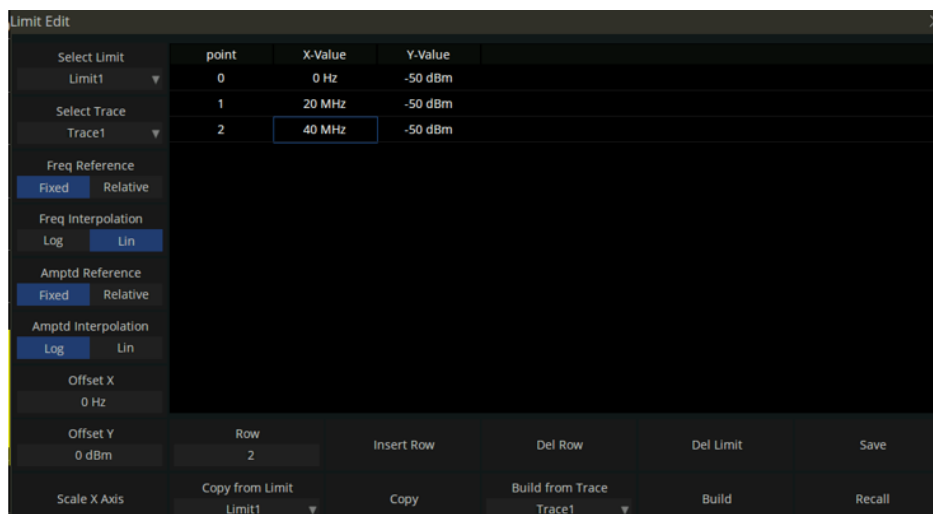 Limit Edit
Select Limit
Limit1
Select Trace
Trace1
Freq Reference
Fixed Relative
Freq Interpolation
Log Lin
Amptd Reference
Fixed Relative
Amptd Interpolation
Log Lin
Offset X
0 Hz
Offset Y
0 dBm
Scale X Axis
point X-Value Y-Value
0 0 Hz -50 dBm
1 20 MHz -50 dBm
2 40 MHz -50 dBm
Row
2
Insert Row
Del Row
Del Limit
Save
Copy from Limit
Limit1
Copy
Build from Trace
Trace1
Build
Recall